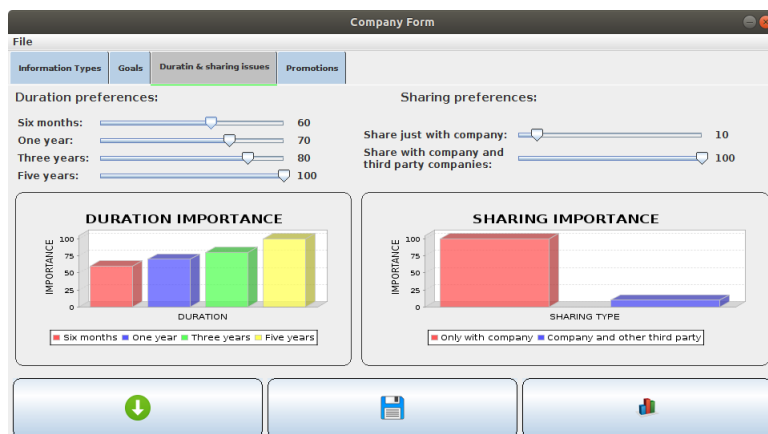 Company Form
File
Information Types Goals Duratin & sharing issues Promotions
Duration preferences:
Six months: 60
One year: 70
Three years: 80
Five years: 100
Sharing preferences:
Share just with company: 10
Share with company and
third party companies: 100
DURATION IMPORTANCE
IMPORTANCE
100
75
50
25
0
DURATION
Six months One year Three years Five years
SHARING IMPORTANCE
IMPORTANCE
100
75
50
25
0
SHARING TYPE
Only with company Company and other third party